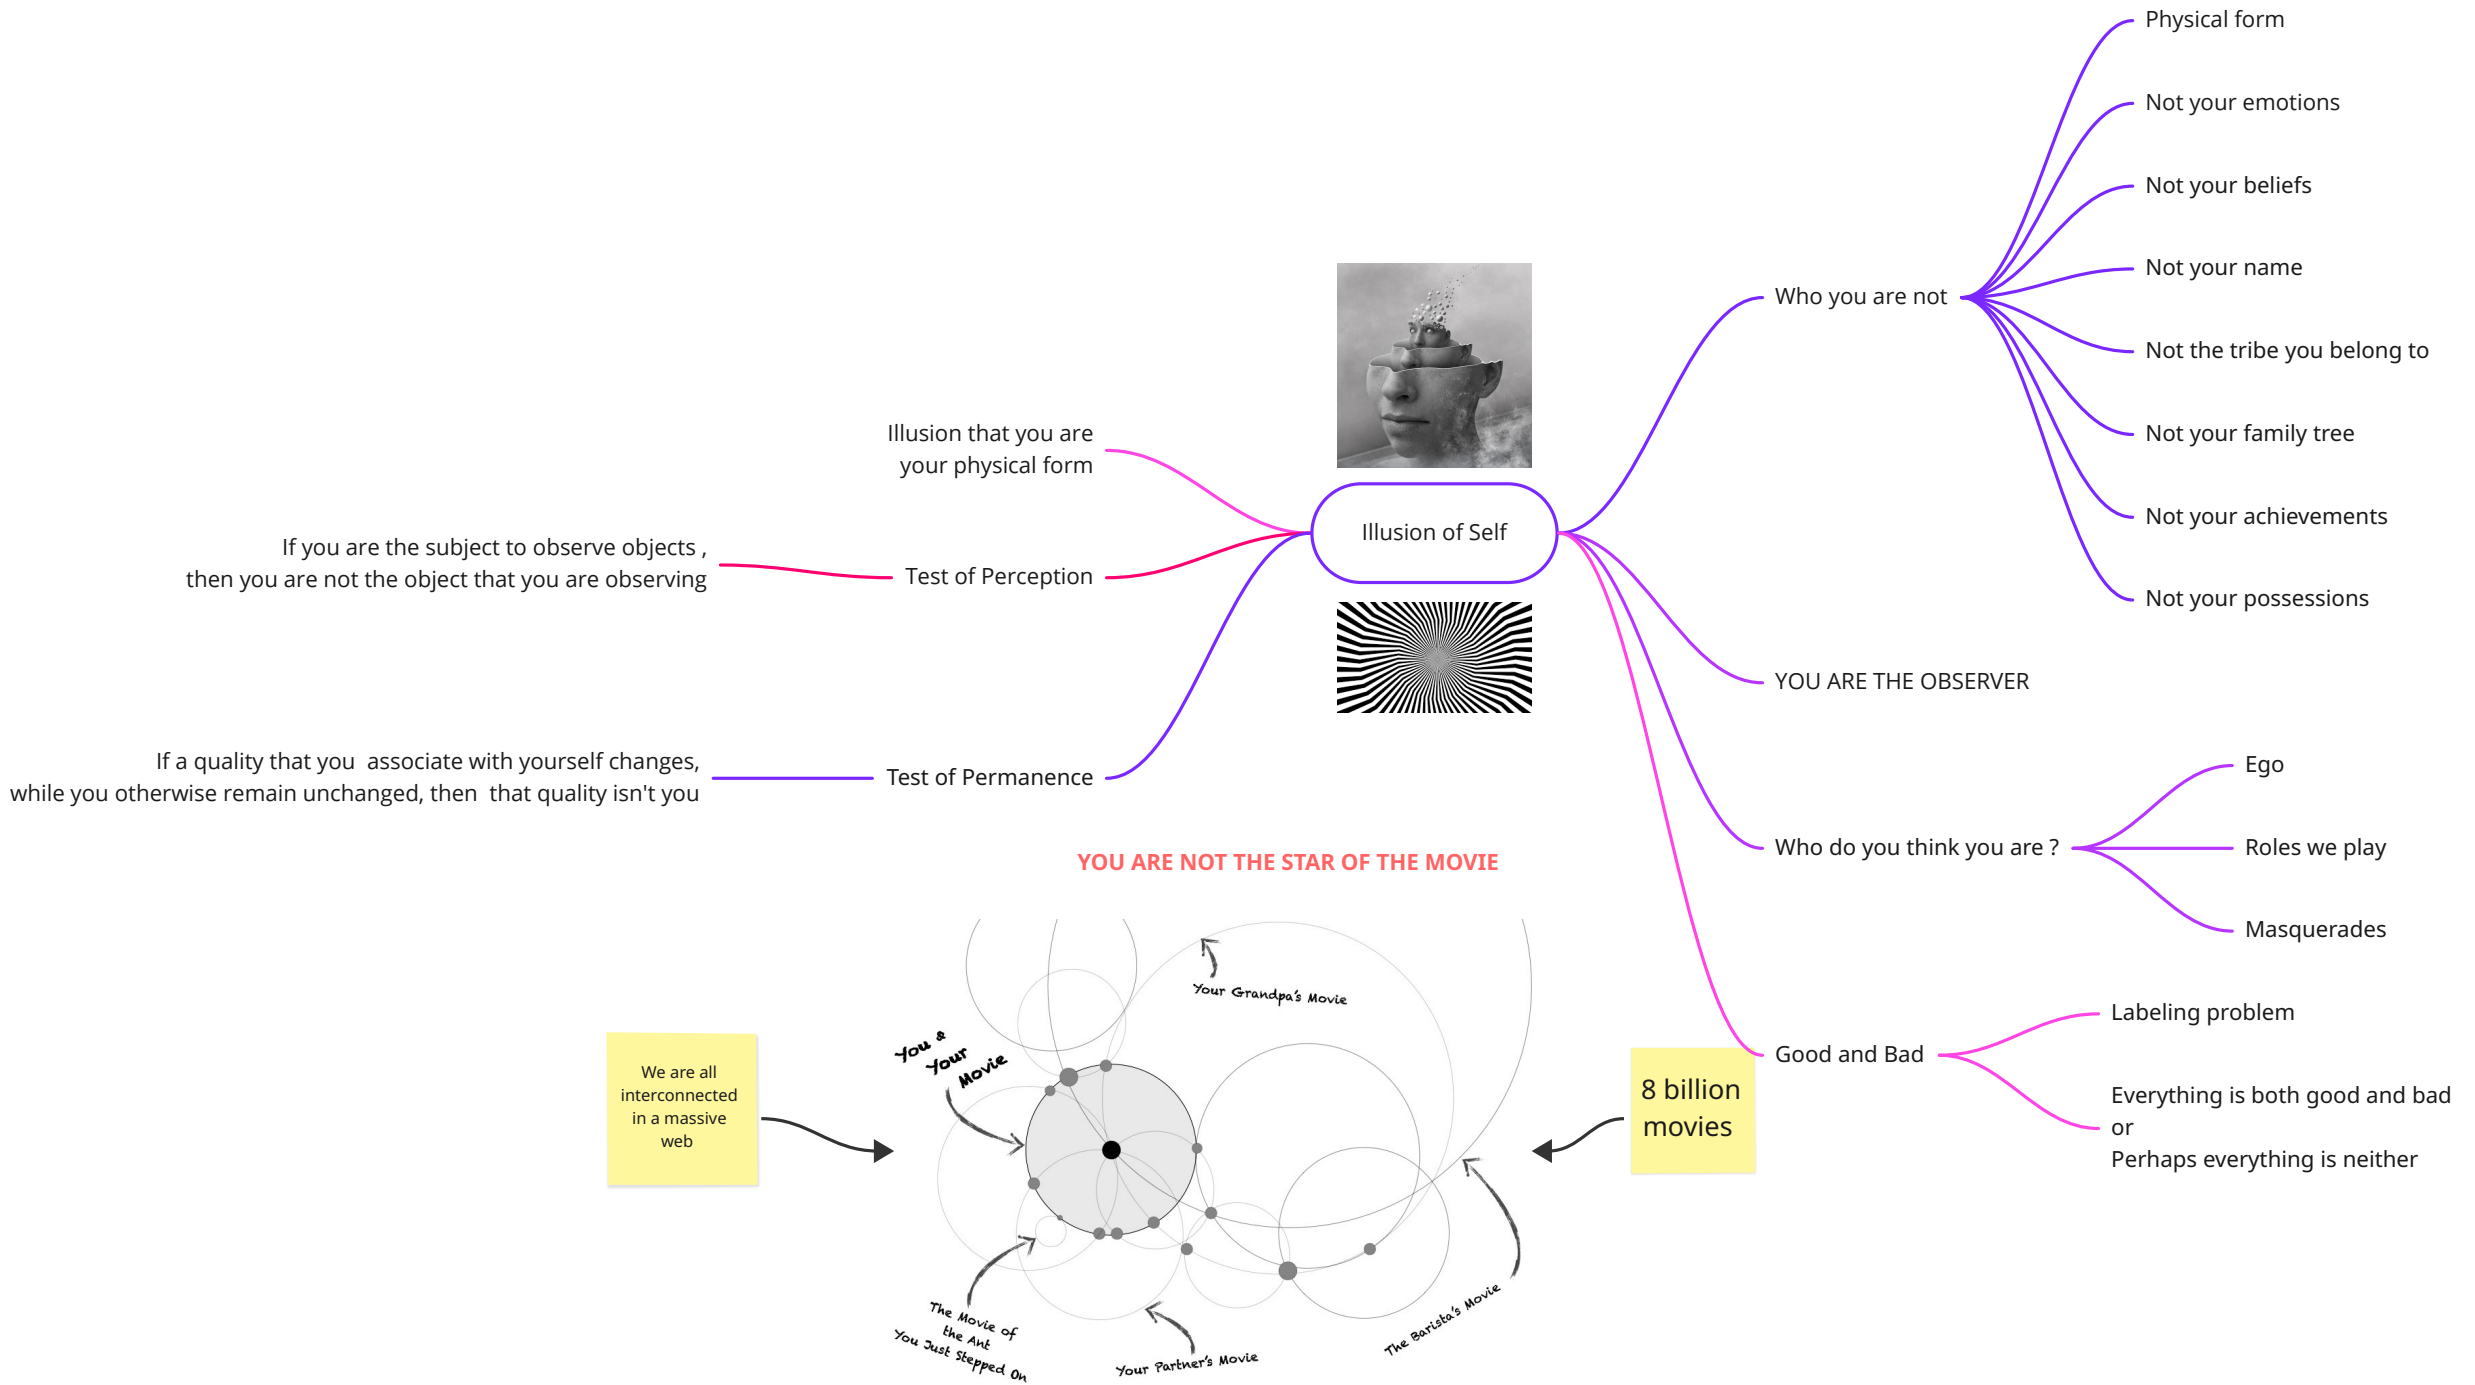 Illusion of Self
Illusion that you are
your physical form
Test of Perception
If you are the subject to observe objects ,
then you are not the object that you are observing
Test of Permanence
If a quality that you  associate with yourself changes,
while you otherwise remain unchanged, then  that quality isn't you
Who you are not
Physical form
Not your emotions
Not your beliefs
Not your name
Not the tribe you belong to
Not your family tree
Not your achievements
Not your possessions
YOU ARE THE OBSERVER
Who do you think you are ?
Ego
Roles we play
Masquerades
Good and Bad
Labeling problem
Everything is both good and bad
or
Perhaps everything is neither
YOU ARE NOT THE STAR OF THE MOVIE
We are all
interconnected
in a massive
web
8 billion
movies
You &
Your
Movie
Your Grandpa's Movie
The Barista's Movie
Your Partner's Movie
The Movie of
the Ant
You Just Stepped On